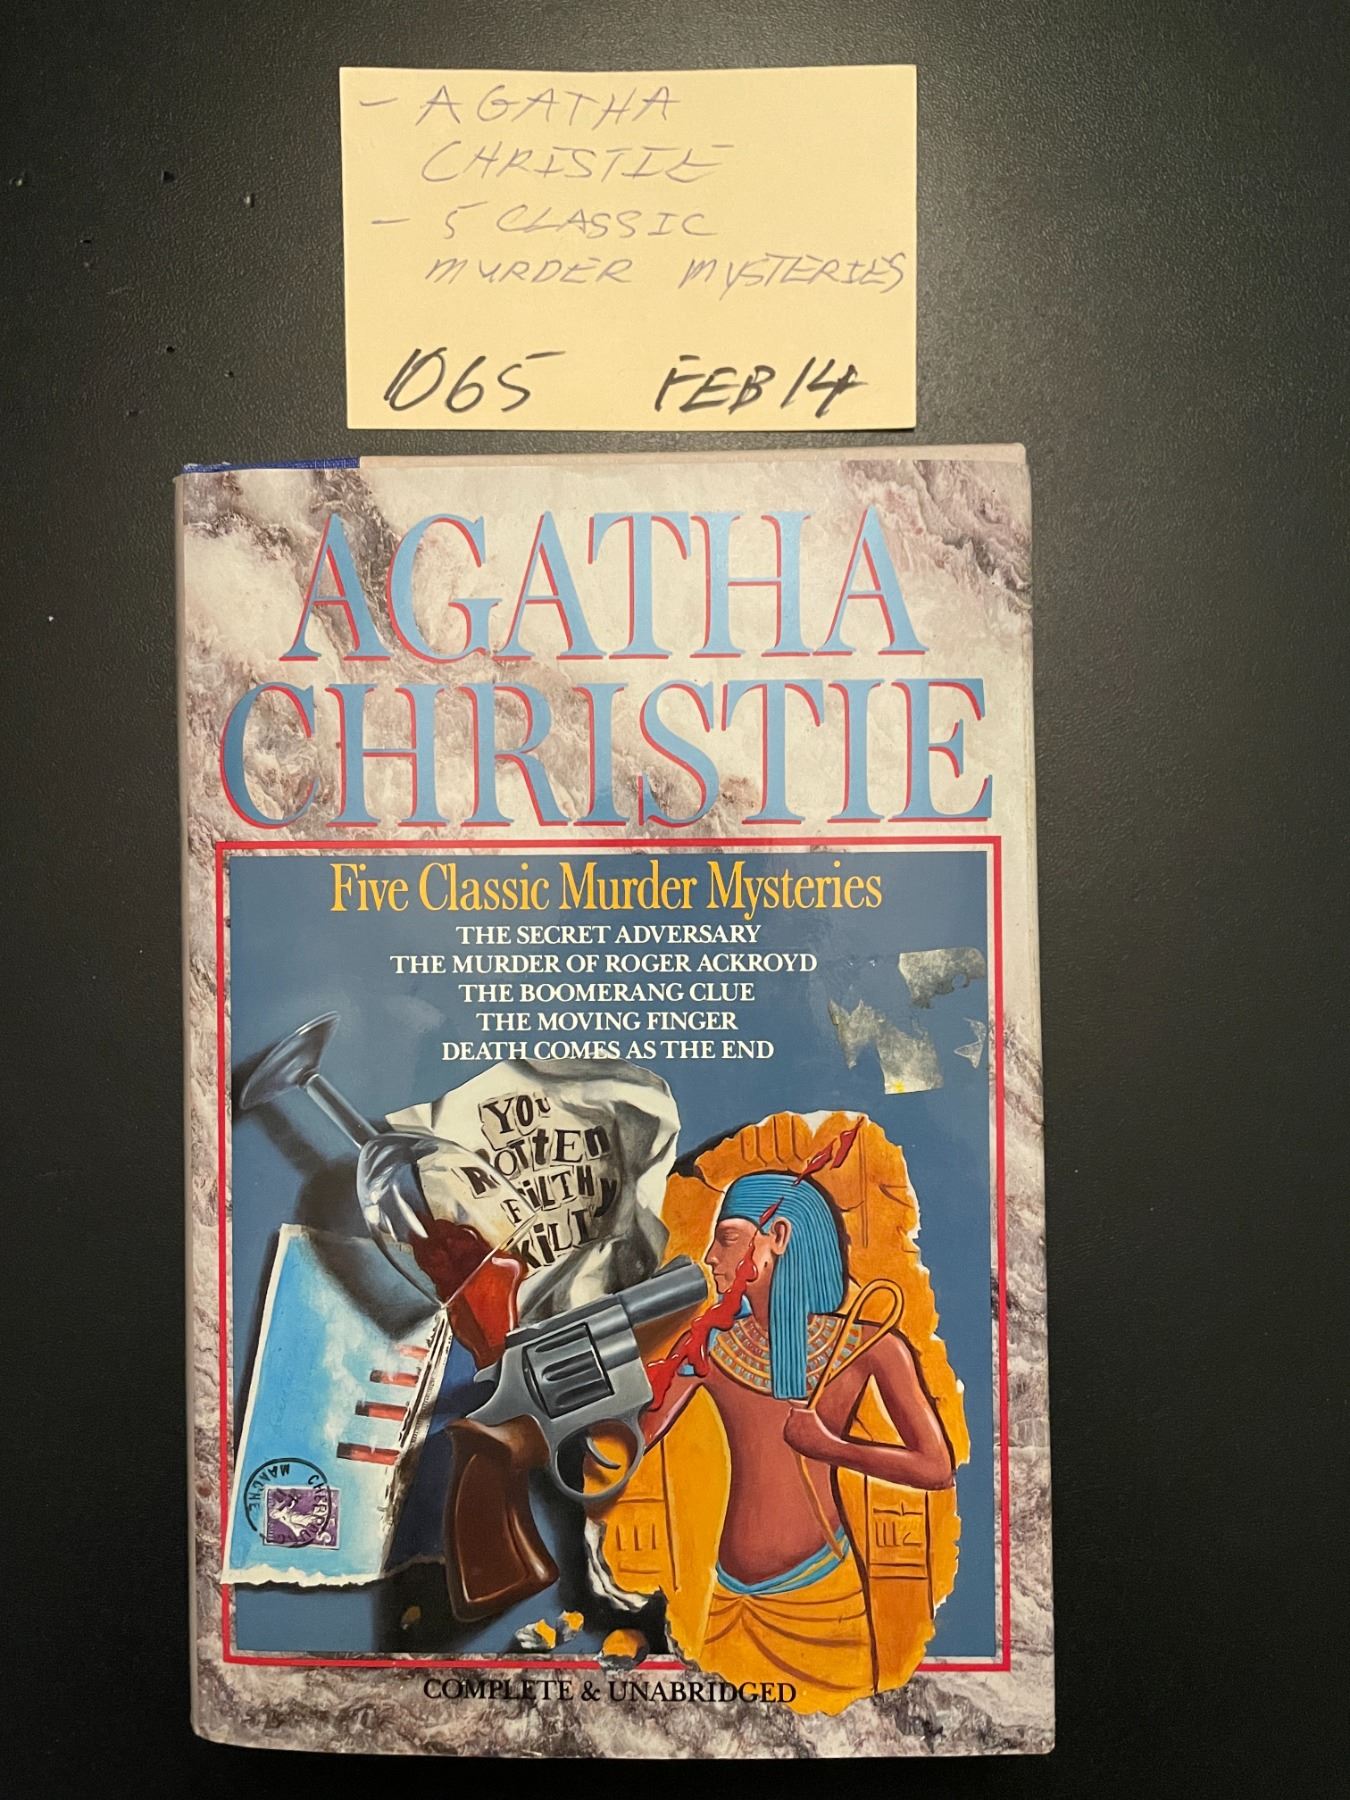 - AGATHA
CHRISTIE
- 5 CLASSIC
MURDER MYSTERIES
1065 FEB 14
AGATHA
CHRISTIE
Five Classic Murder Mysteries
THE SECRET ADVERSARY
THE MURDER OF ROGER ACKROYD
THE BOOMERANG CLUE
THE MOVING FINGER
DEATH COMES AS THE END
YOU
ROTTEN
FILTHY
KILL
MANCHE
COMPLETE & UNABRIDGED